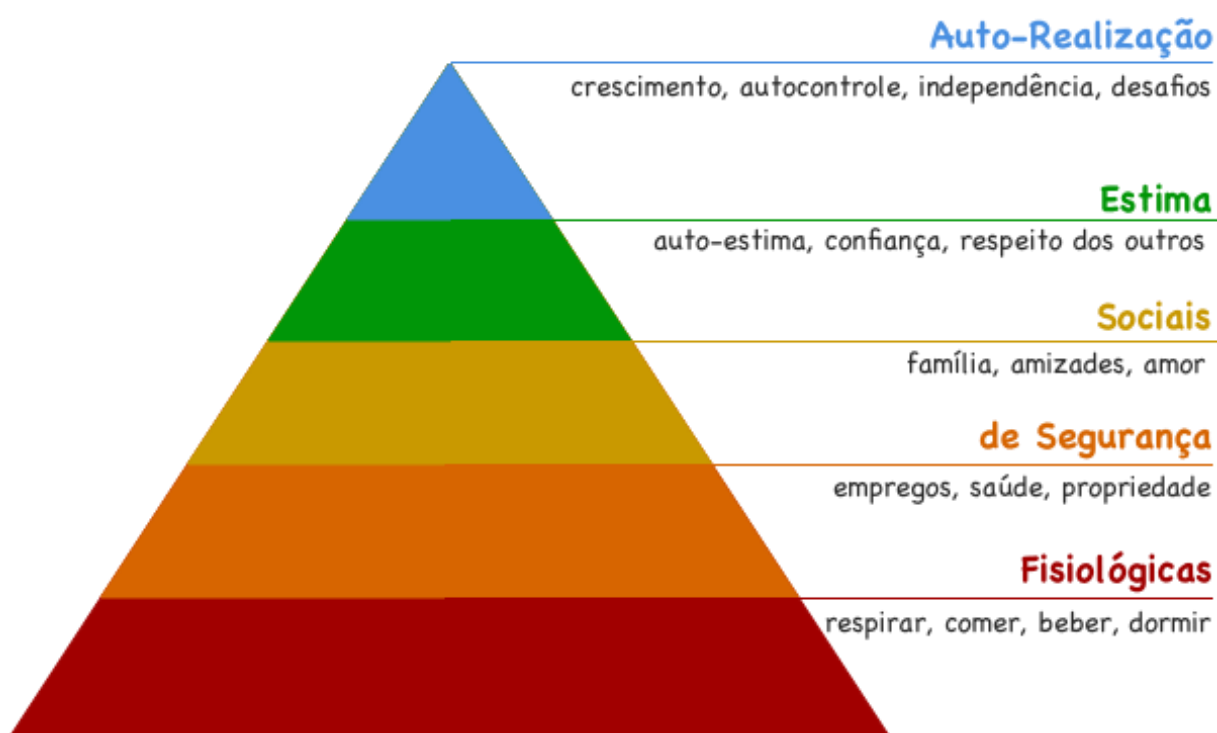 Auto-Realização
crescimento, autocontrole, independência, desafios
Estima
auto-estima, confiança, respeito dos outros
Sociais
família, amizades, amor
de Segurança
empregos, saúde, propriedade
Fisiológicas
respirar, comer, beber, dormir